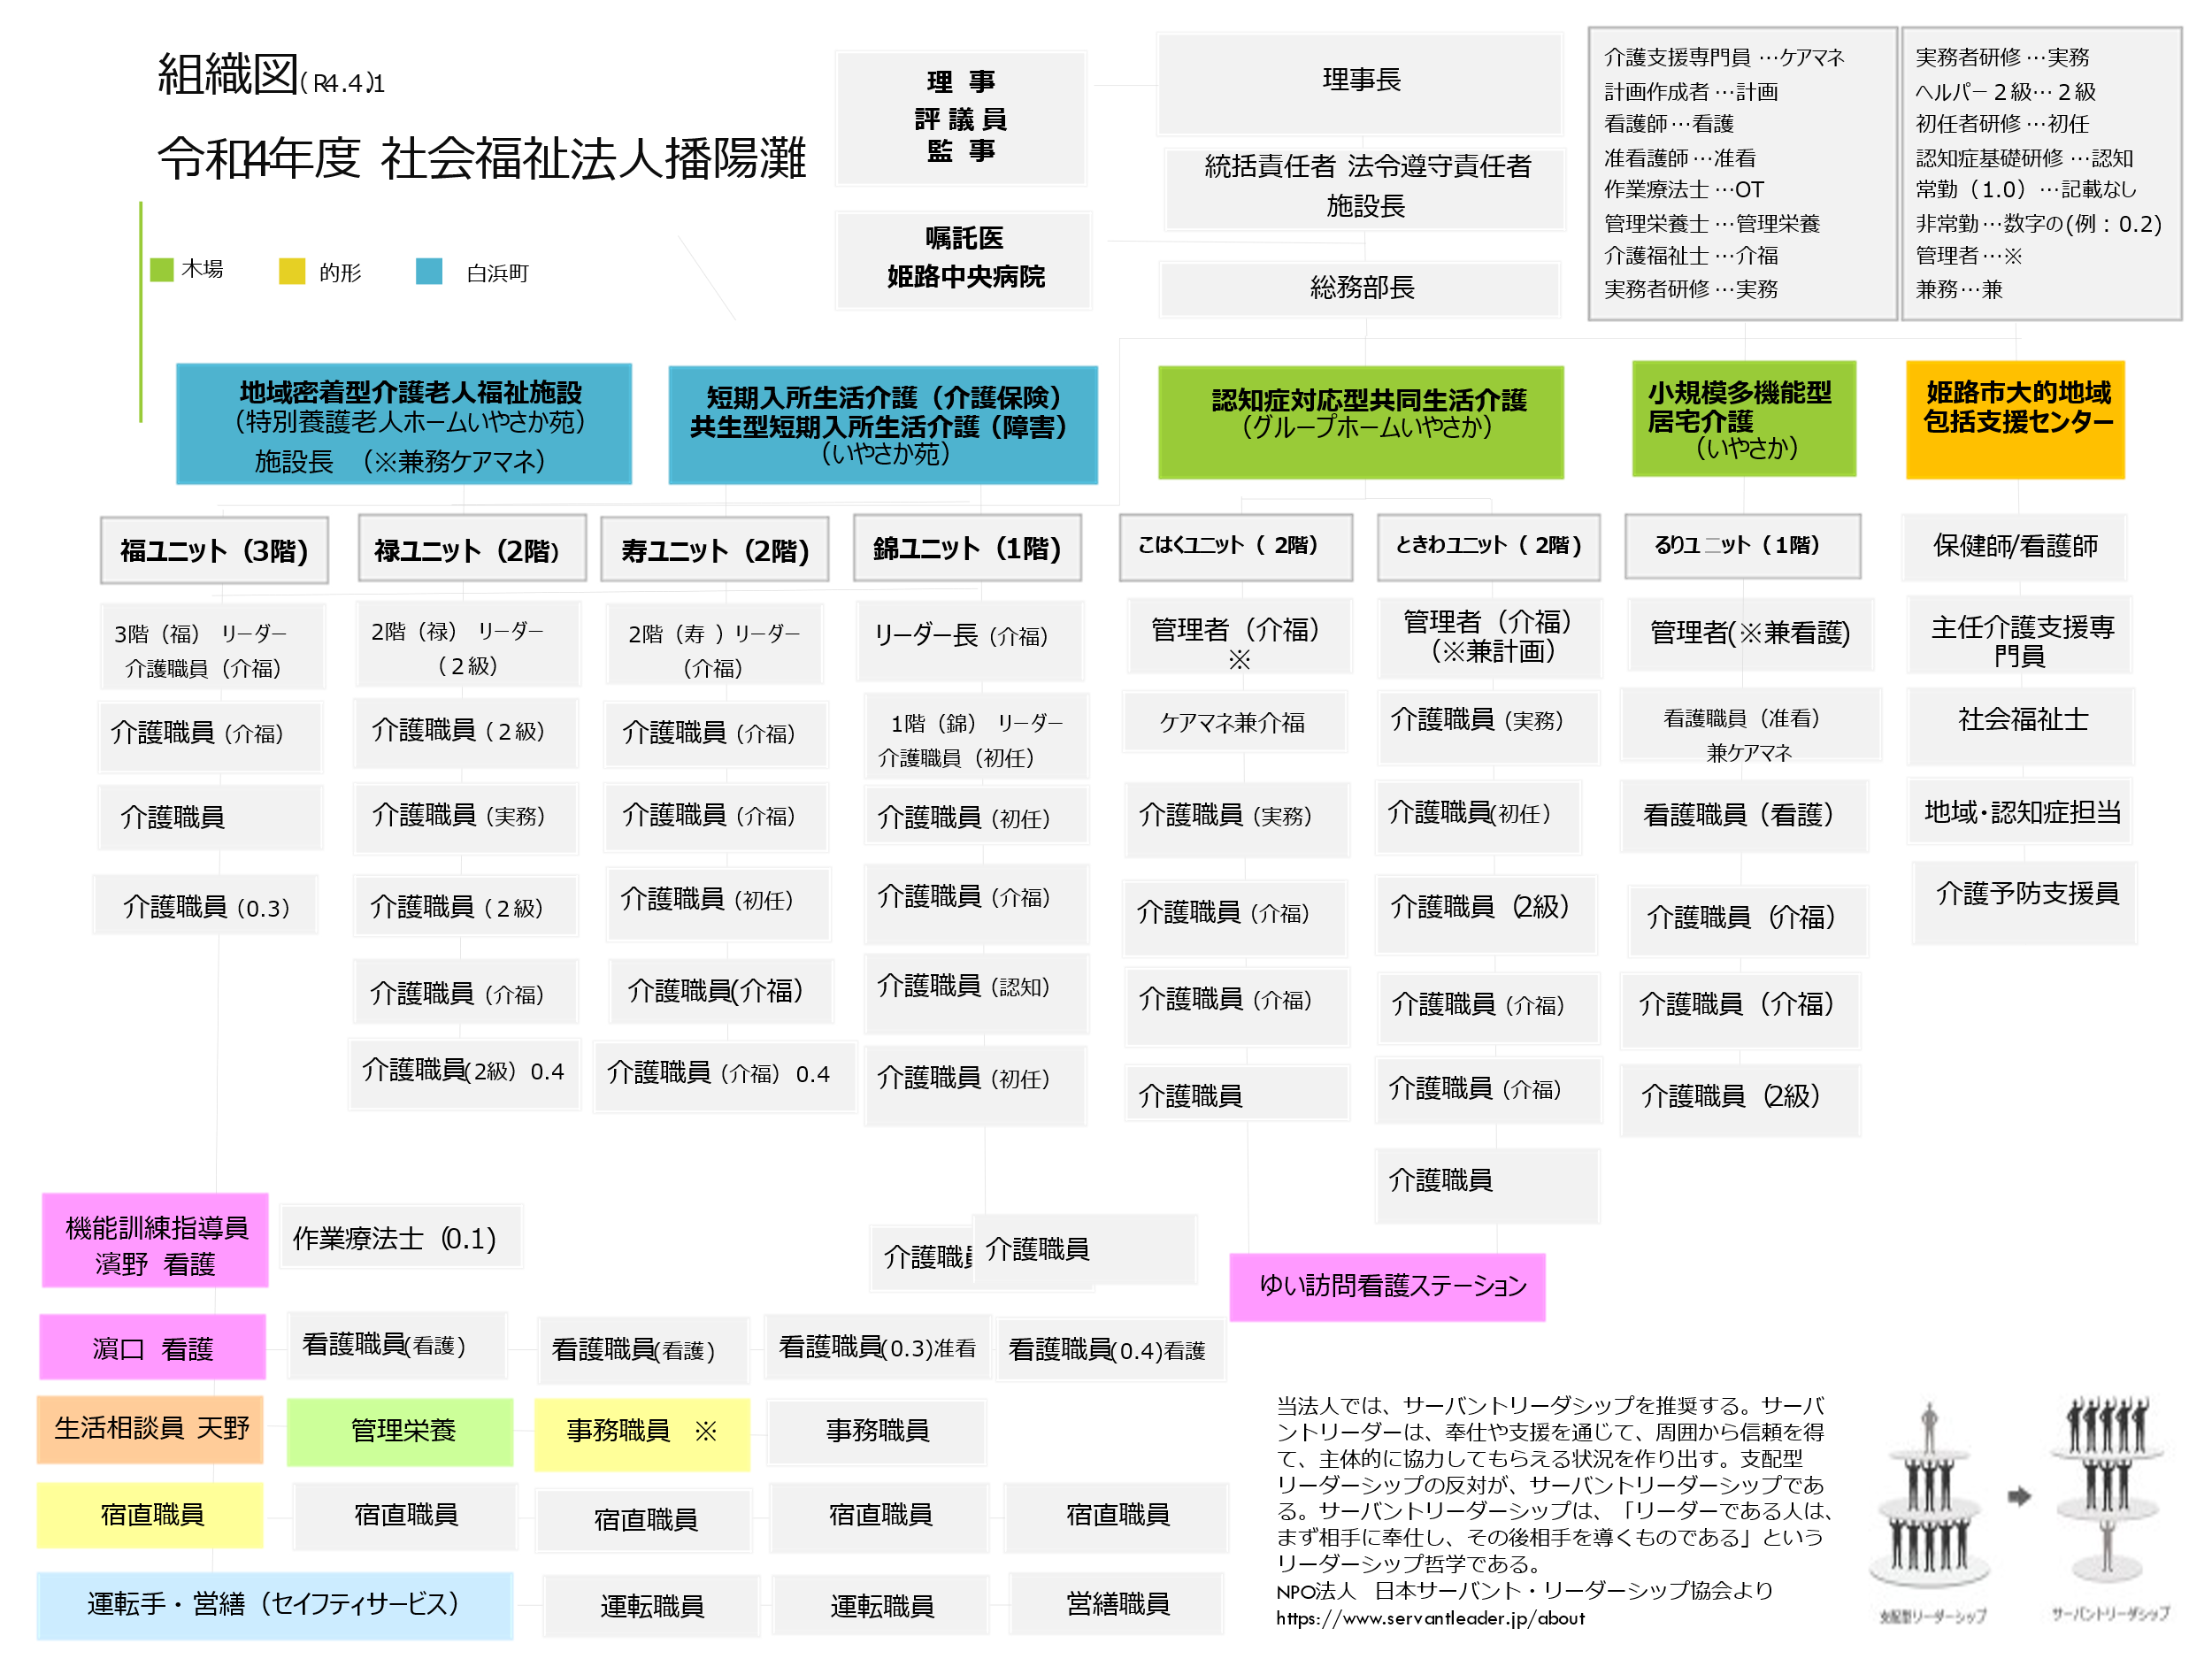 組織図（R4.4.1）
令和4年度 社会福祉法人播陽灘
木場
的形
白浜町
理 事
評 議 員
監 事
嘱託医
姫路中央病院
理事長
統括責任者 法令遵守責任者
施設長
総務部長
介護支援専門員…ケアマネ
計画作成者…計画
看護師…看護
准看護師…准看
作業療法士…OT
管理栄養士…管理栄養
介護福祉士…介福
実務者研修…実務
実務者研修…実務
ヘルパー２級…２級
初任者研修…初任
認知症基礎研修…認知
常勤（1.0）…記載なし
非常勤…数字の(例：0.2)
管理者…※
兼務…兼
地域密着型介護老人福祉施設
（特別養護老人ホームいやさか苑）
施設長 （※兼務ケアマネ）
短期入所生活介護（介護保険）
共生型短期入所生活介護（障害）
（いやさか苑）
認知症対応型共同生活介護
（グループホームいやさか）
小規模多機能型
居宅介護
（いやさか）
姫路市大的地域
包括支援センター
福ユニット（3階）
禄ユニット（2階）
寿ユニット（2階）
錦ユニット（1階）
こはくユニット（ 2階）
ときわユニット（ 2階）
るりユニット（1階）
保健師/看護師
3階（福） リーダー
介護職員（介福）
2階（禄） リーダー
（２級）
2階（寿 ）リーダー
（介福）
リーダー長（介福）
管理者（介福）
※
管理者（介福）
（※兼計画）
管理者(※兼看護)
主任介護支援専
門員
介護職員（介福）
介護職員（２級）
介護職員（介福）
1階（錦） リーダー
介護職員（初任）
ケアマネ兼介福
介護職員（実務）
看護職員（准看）
兼ケアマネ
社会福祉士
介護職員
介護職員（実務）
介護職員（介福）
介護職員（初任）
介護職員（実務）
介護職員(初任）
看護職員（看護）
地域・認知症担当
介護職員（0.3）
介護職員（２級）
介護職員（初任）
介護職員（介福）
介護職員（介福）
介護職員（2級）
介護職員（介福）
介護予防支援員
介護職員（介福）
介護職員(介福）
介護職員（認知）
介護職員（介福）
介護職員（介福）
介護職員（介福）
介護職員(2級）0.4
介護職員（介福）0.4
介護職員（初任）
介護職員
介護職員（介福）
介護職員（2級）
介護職員
機能訓練指導員
濱野 看護
作業療法士（0.1）
介護職員
介護職員
ゆい訪問看護ステーション
濵口 看護
看護職員(看護)
看護職員(看護)
看護職員(0.3)准看
看護職員(0.4)看護
生活相談員 天野
管理栄養
事務職員 ※
事務職員
宿直職員
宿直職員
宿直職員
宿直職員
宿直職員
運転手・営繕（セイフティサービス）
運転職員
運転職員
営繕職員
当法人では、サーバントリーダシップを推奨する。サーバ
ントリーダーは、奉仕や支援を通じて、周囲から信頼を得
て、主体的に協力してもらえる状況を作り出す。支配型
リーダーシップの反対が、サーバントリーダーシップであ
る。サーバントリーダーシップは、「リーダーである人は、
まず相手に奉仕し、その後相手を導くものである」という
リーダーシップ哲学である。
NPO法人 日本サーバント・リーダーシップ協会より
https://www.servantleader.jp/about
支配型リーダーシップ
サーバントリーダシップ